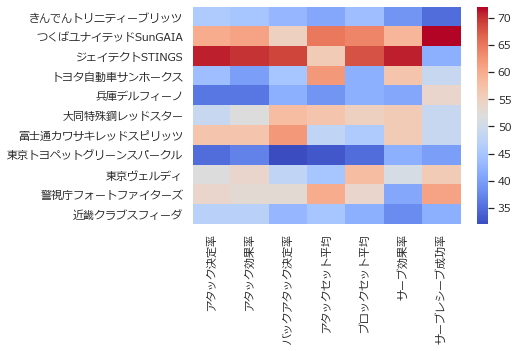 きんでんトリニティーブリッツ
つくばユナイテッドSunGAIA
ジェイテクトSTINGS
トヨタ自動車サンホークス
兵庫デルフィーノ
大同特殊鋼レッドスター
富士通カワサキレッドスピリッツ
東京トヨペットグリーンスパークル
東京ヴェルディ
警視庁フォートファイターズ
近畿クラブスフィーダ
アタック決定率
アタック効果率
バックアタック決定率
アタックセット平均
ブロックセット平均
サーブ効果率
サーブレシーブ成功率
70
65
60
55
50
45
40
35